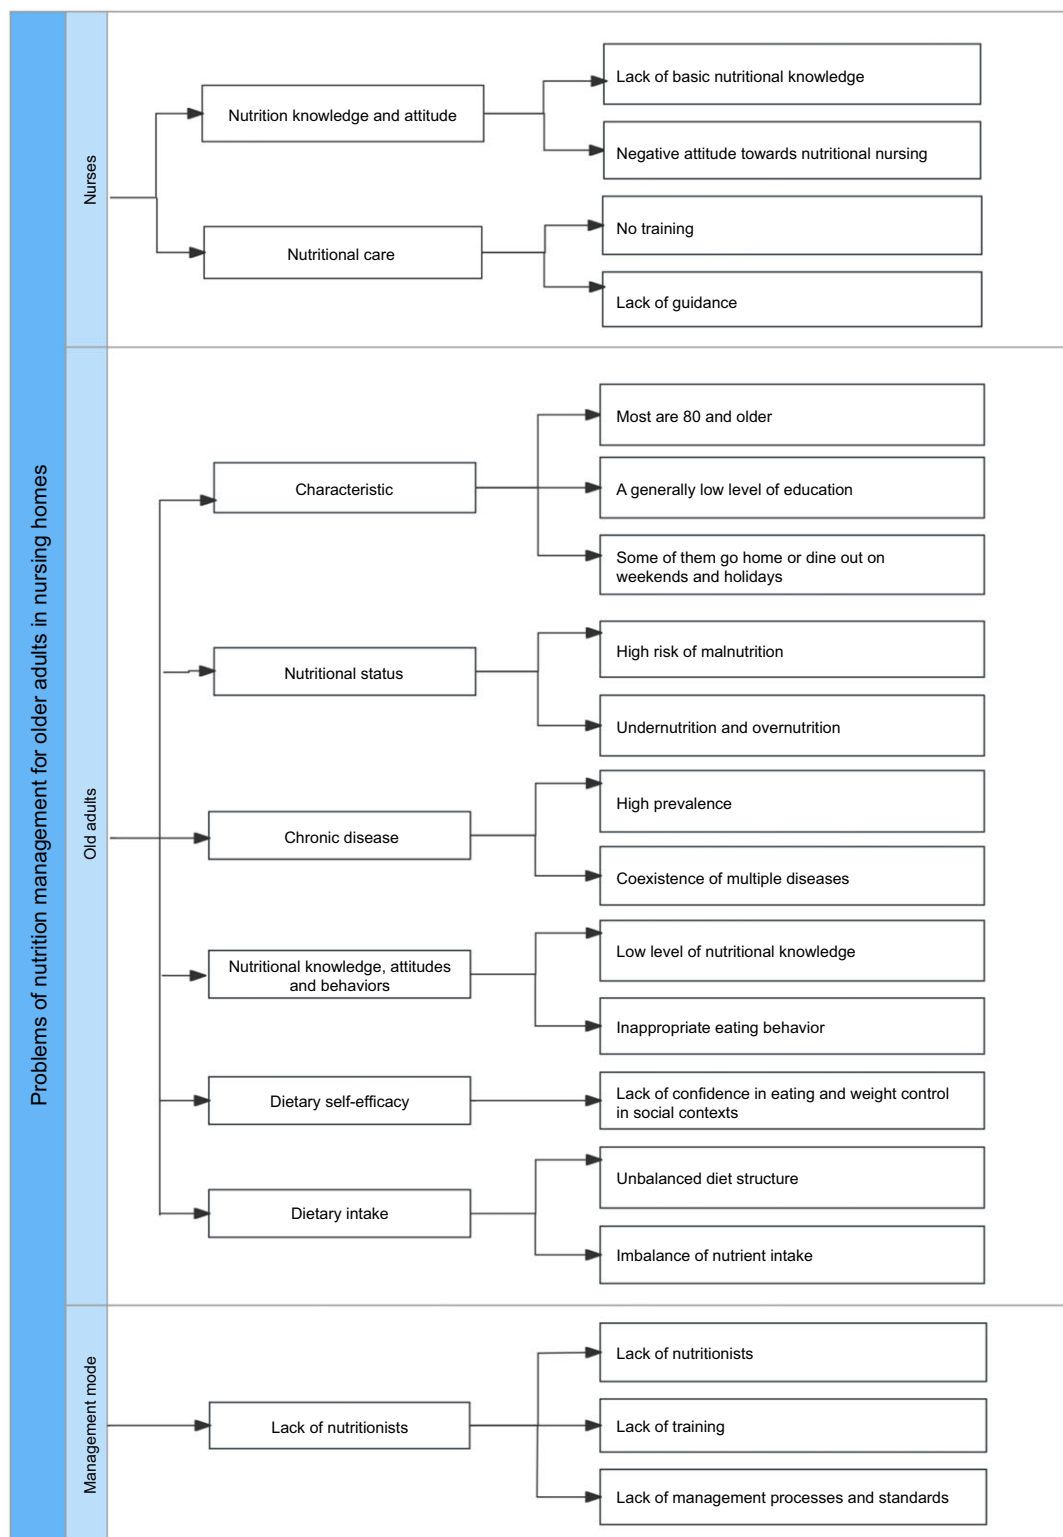 Problems of nutrition management for older adults in nursing homes
Nurses
Nutrition knowledge and attitude
Lack of basic nutritional knowledge
Negative attitude towards nutritional nursing
Nutritional care
No training
Lack of guidance
Old adults
Characteristic
Most are 80 and older
A generally low level of education
Some of them go home or dine out on
weekends and holidays
Nutritional status
High risk of malnutrition
Undernutrition and overnutrition
Chronic disease
High prevalence
Coexistence of multiple diseases
Nutritional knowledge, attitudes
and behaviors
Low level of nutritional knowledge
Inappropriate eating behavior
Dietary self-efficacy
Lack of confidence in eating and weight control
in social contexts
Dietary intake
Unbalanced diet structure
Imbalance of nutrient intake
Management mode
Lack of nutritionists
Lack of nutritionists
Lack of training
Lack of management processes and standards